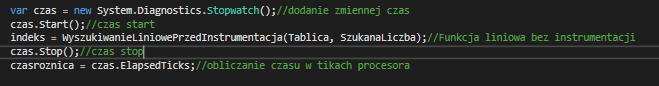 var czas = new System.Diagnostics.Stopwatch();//dodanie zmiennej czas
czas.Start();//czas start
indeks = WyszukiwanieLiniowePrzedInstrumentacja(Tablica, SzukanaLiczba);//Funkcja liniowa bez instrumentacji
czas.Stop();//czas stop
czasroznica = czas.ElapsedTicks;//obliczanie czasu w tikach procesora